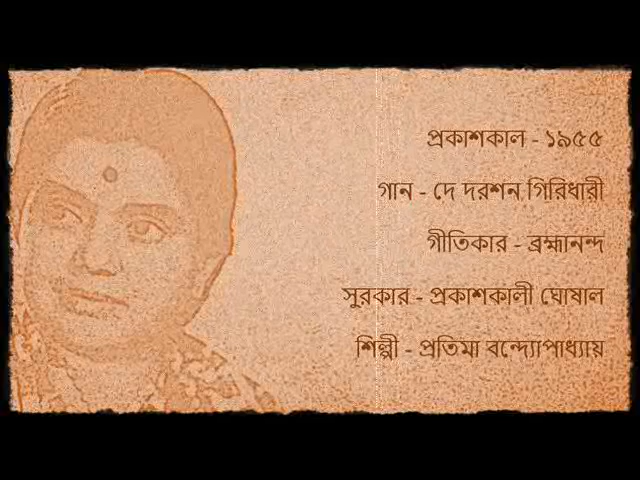 প্রকাশকাল - ১৯৫৫
গান - দে দরশন গিরিধারী
গীতিকার - ব্রহ্মানন্দ
সুরকার - প্রকাশকালী ঘোষাল
শিল্পী - প্রতিমা বন্দ্যোপাধ্যায়